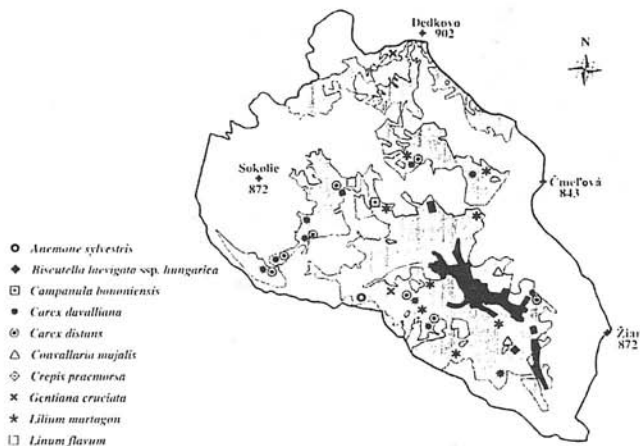 Dedkovo
902
N
Sokolie
872
Čmeľová
843
Žiar
872
Anemone sylvestris
Biscutella laevigata ssp. hungarica
Campanula bononiensis
Carex davalliana
Carex distans
Convallaria majalis
Crepis praemorsa
Gentiana cruciata
Lilium martagon
Linum flavum